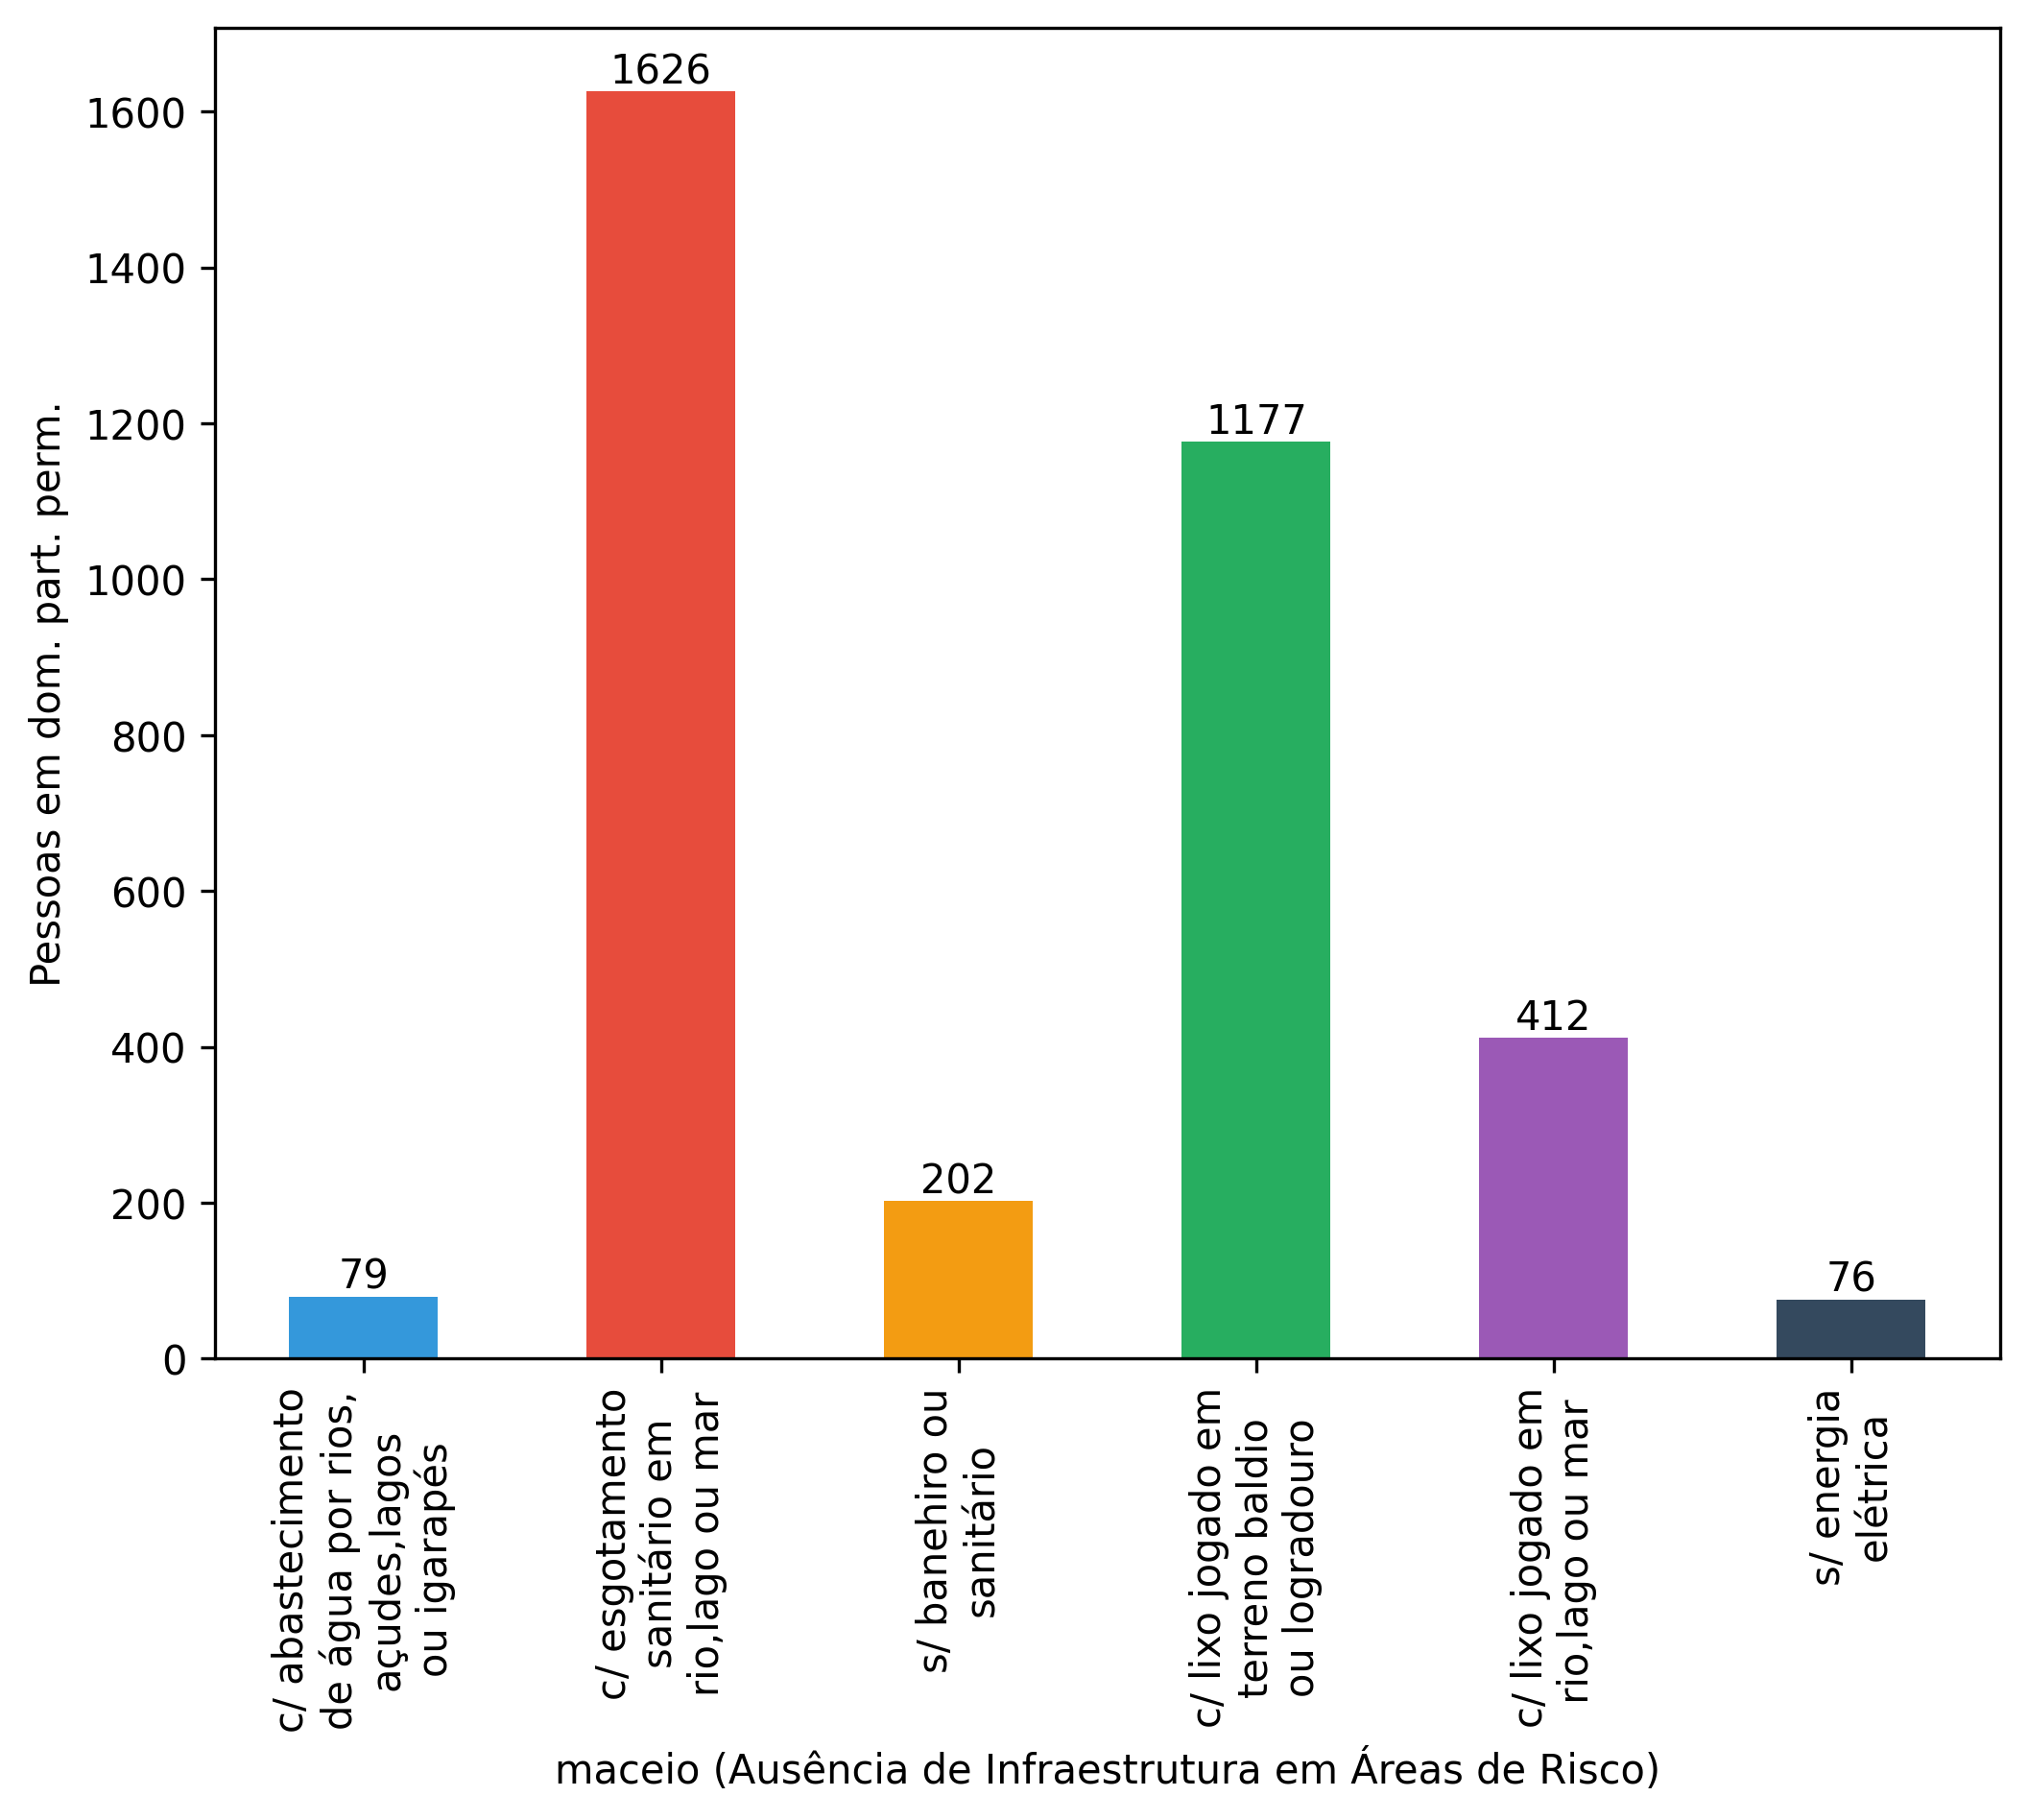 Pessoas em dom. part. perm.
1600
1400
1200
1000
800
600
400
200
0
79
1626
202
1177
412
76
c/ abastecimento
de água por rios,
açudes,lagos
ou igarapés
c/ esgotamento
sanitário em
rio,lago ou mar
s/ banehiro ou
sanitário
c/ lixo jogado em
terreno baldio
ou logradouro
c/ lixo jogado em
rio,lago ou mar
s/ energia
elétrica
maceio (Ausência de Infraestrutura em Áreas de Risco)